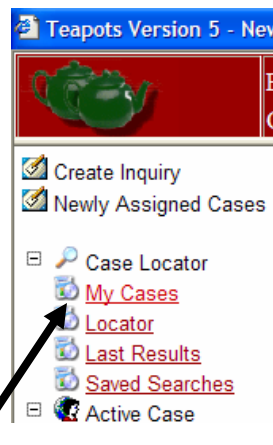 Teapots Version 5 - Ne
Create Inquiry
Newly Assigned Cases
Case Locator
My Cases
Locator
Last Results
Saved Searches
Active Case